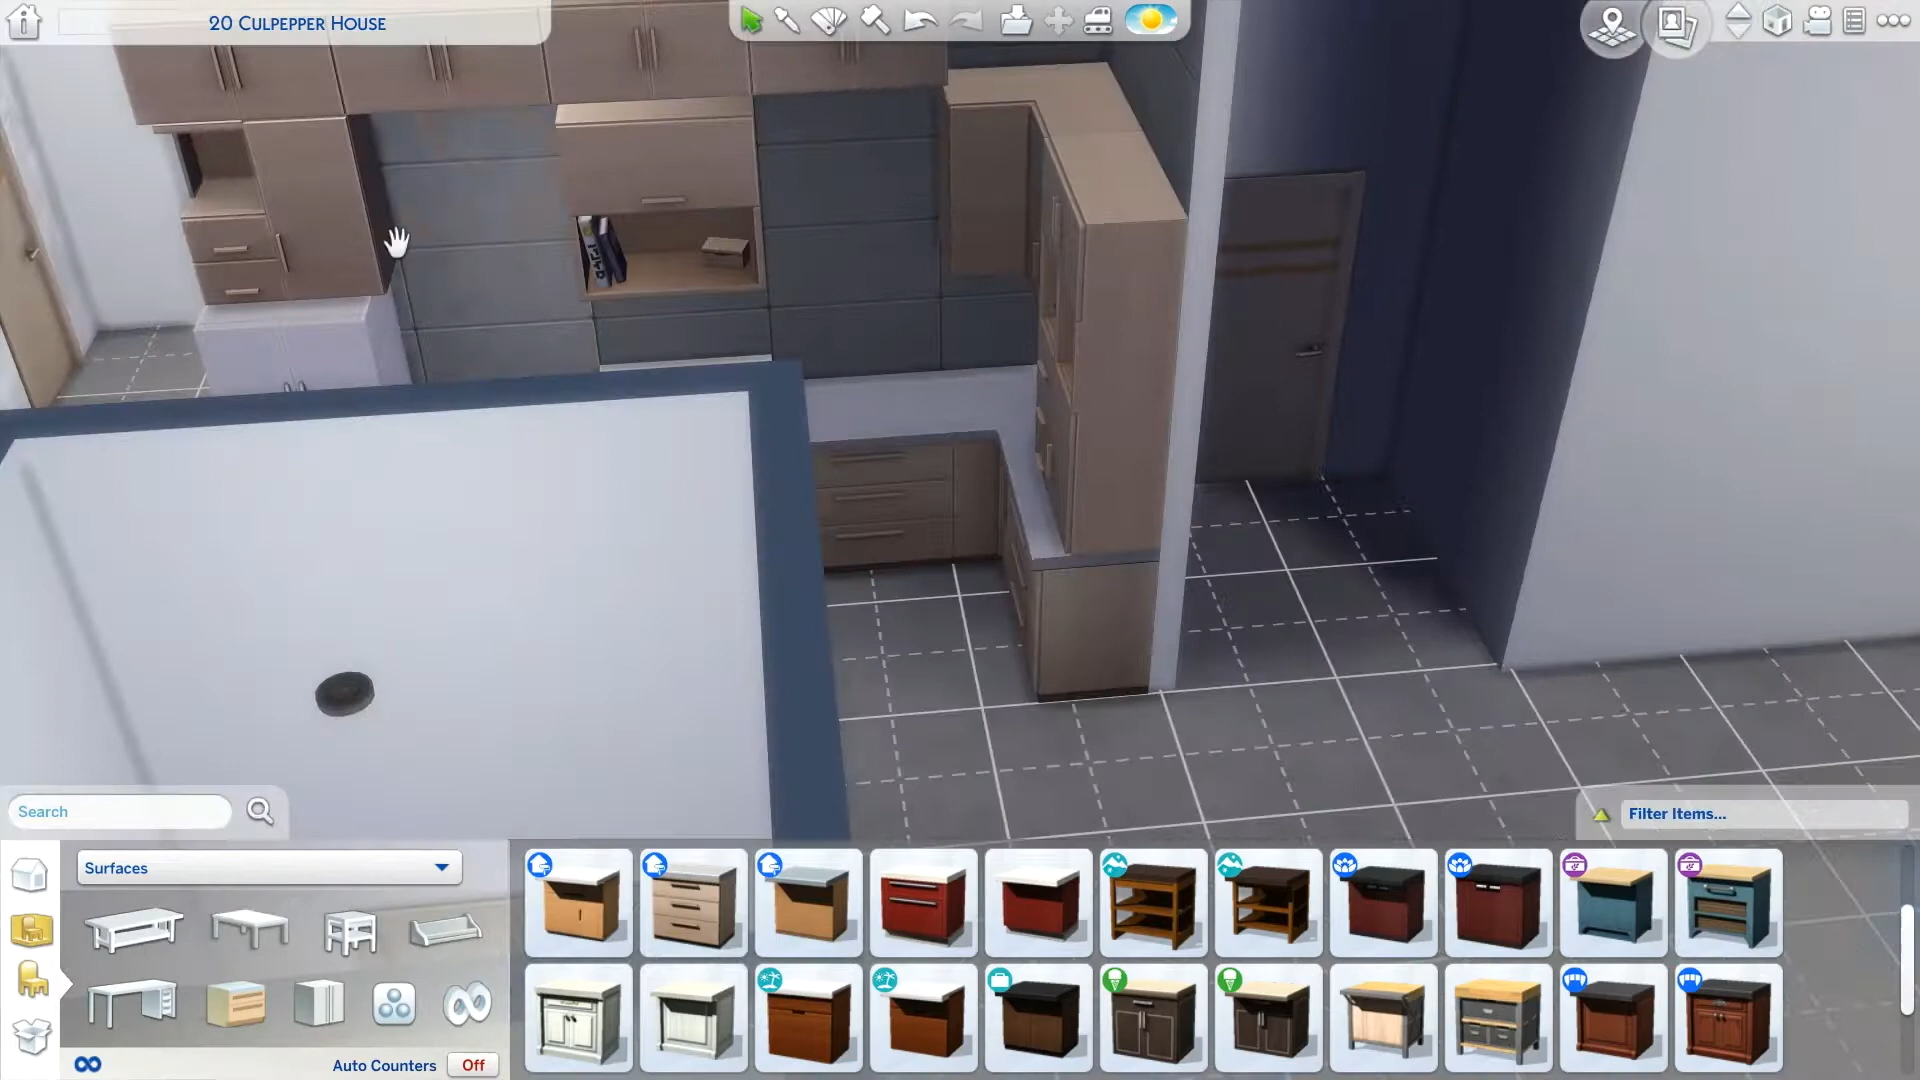 20 Culpepper House
Search
Filter Items...
Surfaces
Auto Counters
Off